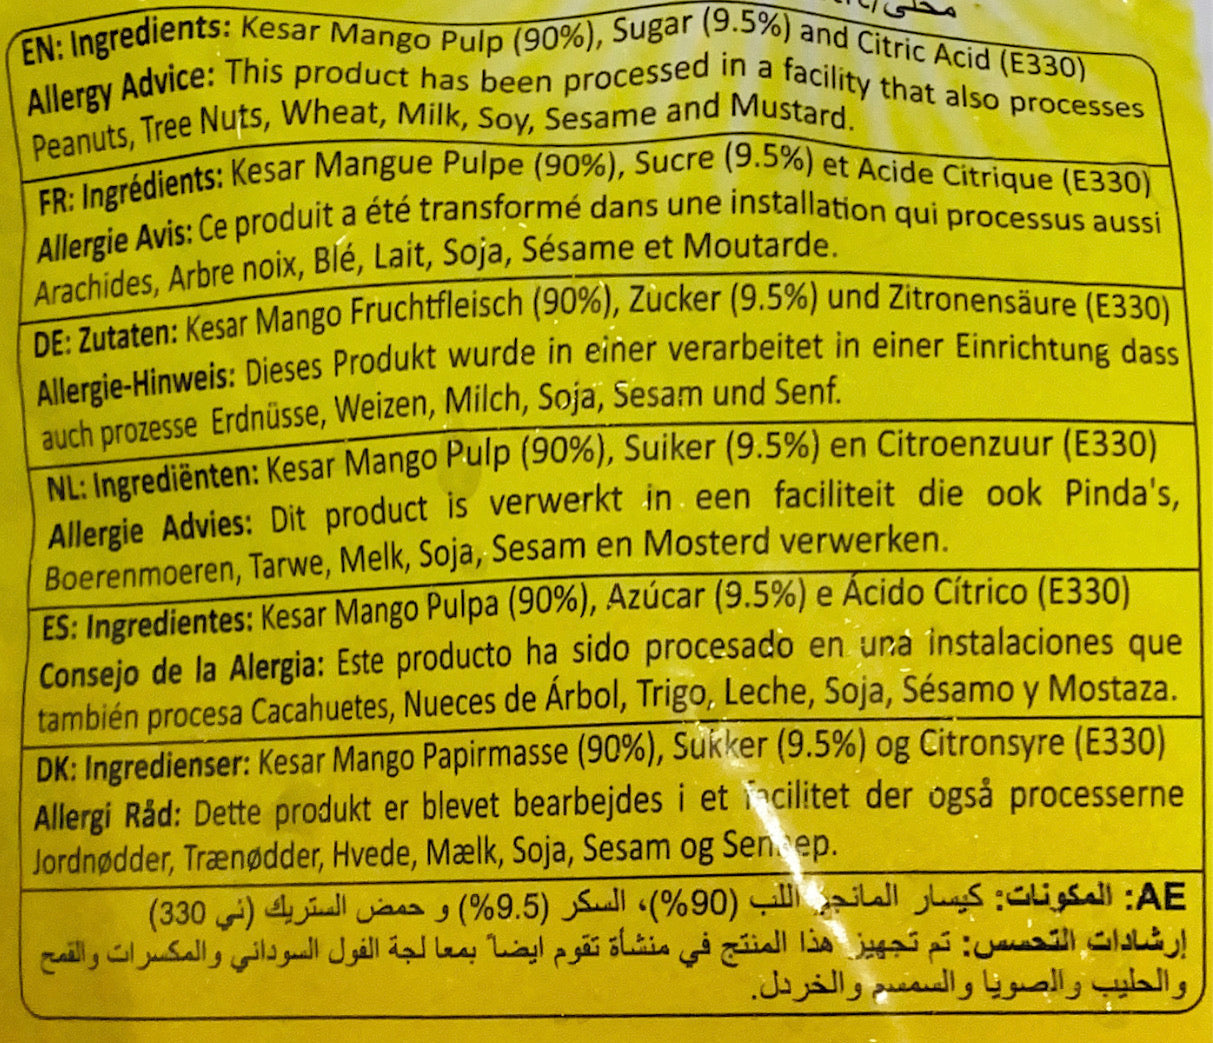 EN: Ingredients: Kesar Mango Pulp (90%), Sugar (9.5%) and Citric Acid (E330)
Allergy Advice: This product has been processed in a facility that also processes
Peanuts, Tree Nuts, Wheat, Milk, Soy, Sesame and Mustard.
FR: Ingrédients: Kesar Mangue Pulpe (90%), Sucre (9.5%) et Acide Citrique (E330)
Allergie Avis: Ce produit a été transformé dans une installation qui processus aussi
Arachides, Arbre noix, Blé, Lait, Soja, Sésame et Moutarde.
DE: Zutaten: Kesar Mango Fruchtfleisch (90%), Zucker (9.5%) und Zitronensäure (E330)
Allergie-Hinweis: Dieses Produkt wurde in einer verarbeitet in einer Einrichtung dass
auch prozesse Erdnüsse, Weizen, Milch, Soja, Sesam und Senf.
NL: Ingrediënten: Kesar Mango Pulp (90%), Suiker (9.5%) en Citroenzuur (E330)
Allergie Advies: Dit product is verwerkt in een faciliteit die ook Pinda's,
Boerenmoeren, Tarwe, Melk, Soja, Sesam en Mosterd verwerken.
ES: Ingredientes: Kesar Mango Pulpa (90%), Azúcar (9.5%) e Ácido Cítrico (E330)
Consejo de la Alergia: Este producto ha sido procesado en una instalaciones que
también procesa Cacahuetes, Nueces de Árbol, Trigo, Leche, Soja, Sésamo y Mostaza.
DK: Ingredienser: Kesar Mango Papirmasse (90%), Sukker (9.5%) og Citronsyre (E330)
Allergi Råd: Dette produkt er blevet bearbejdes i et facilitet der også processerne
Jordnødder, Trænødder, Hvede, Mælk, Soja, Sesam og Sennep.
AE: المكونات: كيسار المانجو اللب (90%)، السكر (9.5%) و حمض الستريك (ئي 330)
إرشادات التحسس: تم تجهيز هذا المنتج في منشأة تقوم ايضاً بمعا لجة الفول السوداني و المكسرات و القمح
و الحليب و الصويا و السمسم و الخردل.